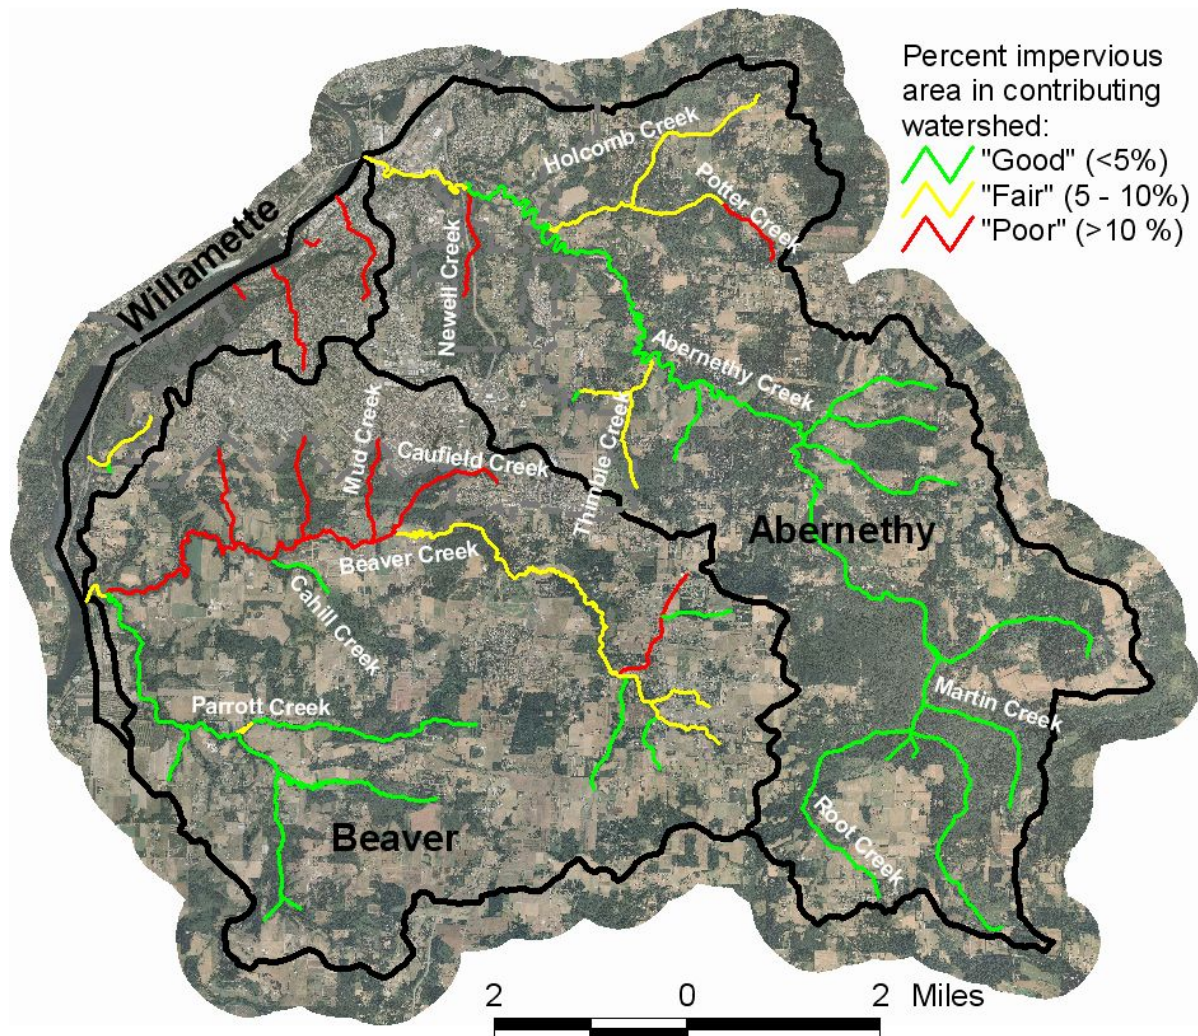 Percent impervious
area in contributing
watershed:
"Good" (<5%)
"Fair" (5 - 10%)
"Poor" (>10 %)
Holcomb Creek
Potter Creek
Willamette
Newell Creek
Abernethy Creek
Thimble Creek
Mud Creek
Caufield Creek
Abernethy
Beaver Creek
Cahill Creek
Parrott Creek
Martin Creek
Root Creek
Beaver
2 0 2 Miles